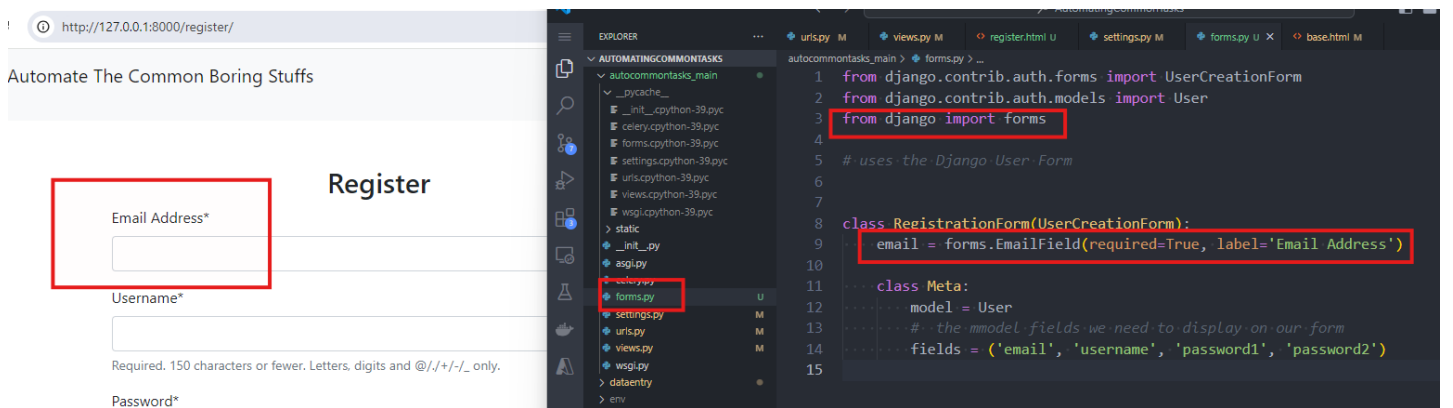 http://127.0.0.1:8000/register/
Automate The Common Boring Stuffs
Register
Email Address*
Username*
Required. 150 characters or fewer. Letters, digits and @/./+/-/_ only.
Password*
AutomatingCommonTasks
EXPLORER
AUTOMATINGCOMMONTASKS
autocommontasks_main
__pycache__
__init__.cpython-39.pyc
celery.cpython-39.pyc
forms.cpython-39.pyc
settings.cpython-39.pyc
urls.cpython-39.pyc
views.cpython-39.pyc
wsgi.cpython-39.pyc
static
__init__.py
asgi.py
celery.py
forms.py U
settings.py M
urls.py M
views.py M
wsgi.py
dataentry
env
7
3
urls.py M views.py M register.html U settings.py M forms.py U base.html M
autocommontasks_main > forms.py > ...
1 from django.contrib.auth.forms import UserCreationForm
2 from django.contrib.auth.models import User
3 from django import forms
4
5 # uses the Django User Form
6
7
8 class RegistrationForm(UserCreationForm):
9 email = forms.EmailField(required=True, label='Email Address')
10
11 class Meta:
12 model = User
13 # the mmodel fields we need to display on our form
14 fields = ('email', 'username', 'password1', 'password2')
15